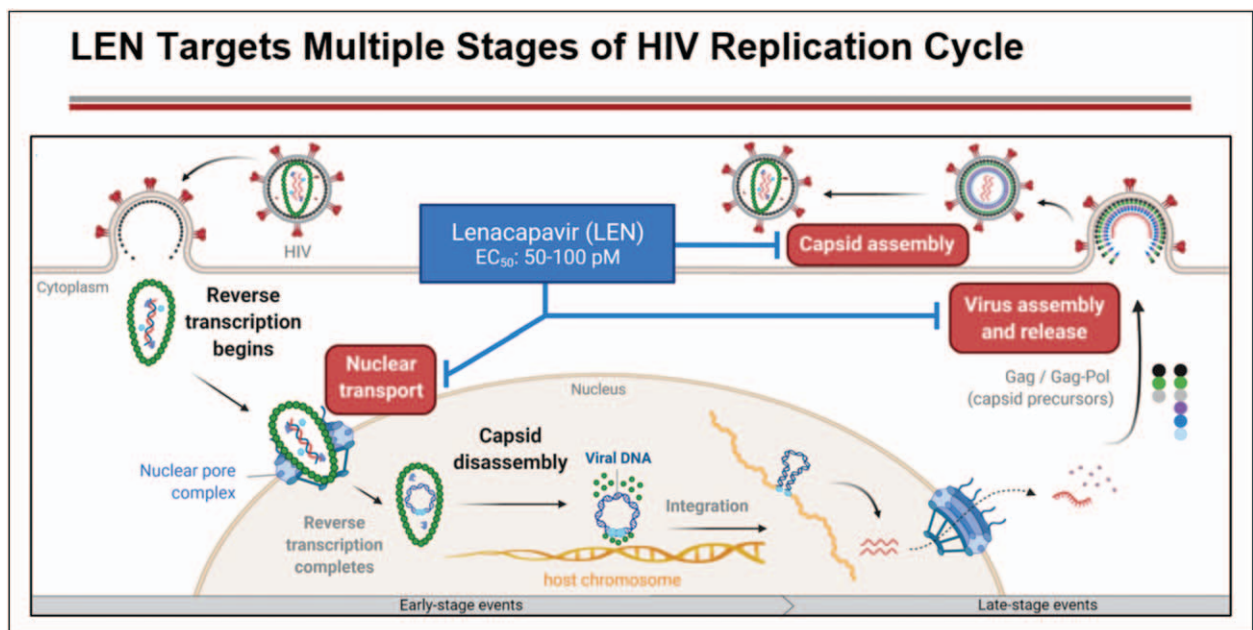 LEN Targets Multiple Stages of HIV Replication Cycle
HIV
Lenacapavir (LEN)
EC₅₀: 50-100 pM
Capsid assembly
Cytoplasm
Reverse
transcription
begins
Virus assembly
and release
Nuclear
transport
Nucleus
Gag / Gag-Pol
(capsid precursors)
Capsid
disassembly
Viral DNA
Nuclear pore
complex
Integration
Reverse
transcription
completes
host chromosome
Early-stage events
Late-stage events